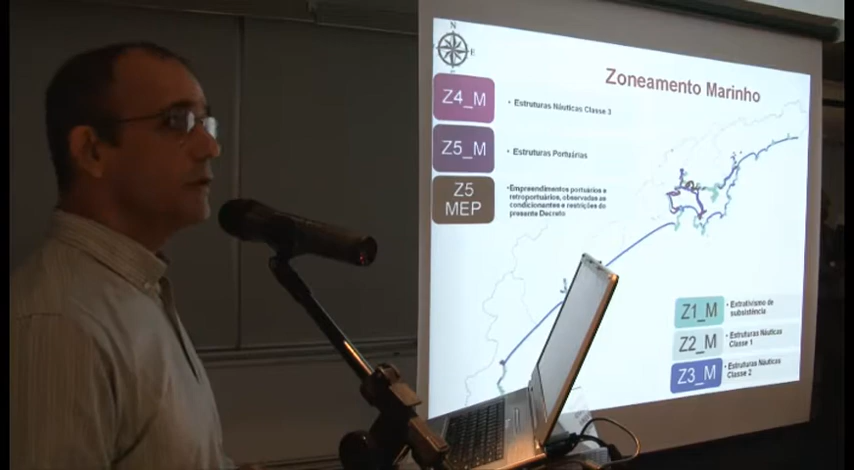 N
E
Zoneamento Marinho
Z4_M
• Estruturas Náuticas Classe 3
Z5_M
• Estruturas Portuárias
Z5
MEP
•Empreendimentos portuários e
retroportuários, observadas as
condicionantes e restrições do
presente Decreto
Z1_M
• Extrativismo de
subsistência
Z2_M
• Estruturas Náuticas
Classe 1
Z3_M
• Estruturas Náuticas
Classe 2